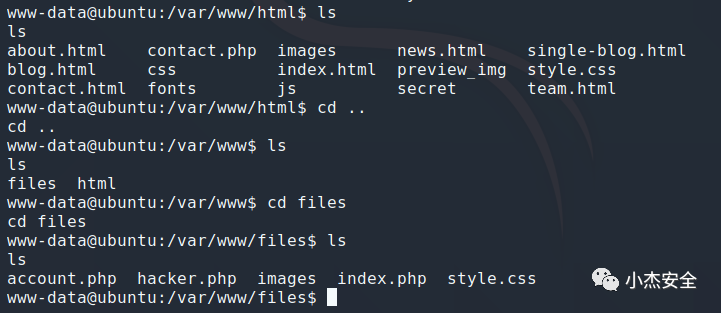 www-data@ubuntu:/var/www/html$ ls
ls
about.html    contact.php  images      news.html    single-blog.html
blog.html     css          index.html  preview_img  style.css
contact.html  fonts        js          secret       team.html
www-data@ubuntu:/var/www/html$ cd ..
cd ..
www-data@ubuntu:/var/www$ ls
ls
files  html
www-data@ubuntu:/var/www$ cd files
cd files
www-data@ubuntu:/var/www/files$ ls
ls
account.php  hacker.php  images  index.php  style.css
小杰安全
www-data@ubuntu:/var/www/files$